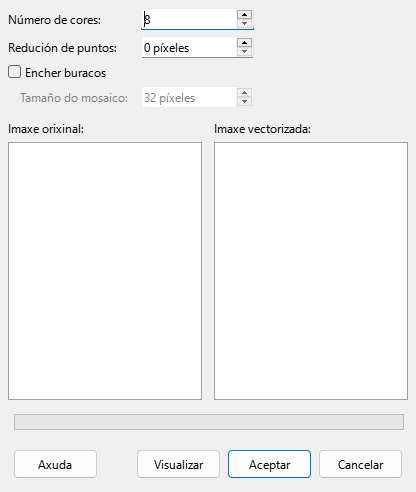 Número de cores: 8
Redución de puntos: 0 píxeles
Encher buracos
Tamaño do mosaico: 32 píxeles
Imaxe orixinal: Imaxe vectorizada:
Axuda Visualizar Aceptar Cancelar